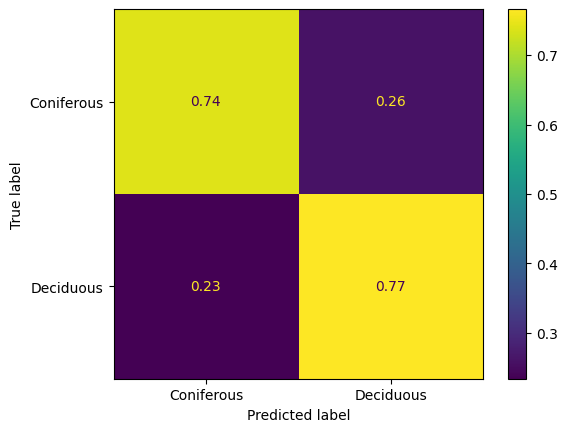 0.7
Coniferous
0.74
0.26
0.6
True label
0.5
0.4
Deciduous
0.23
0.77
0.3
Coniferous
Deciduous
Predicted label